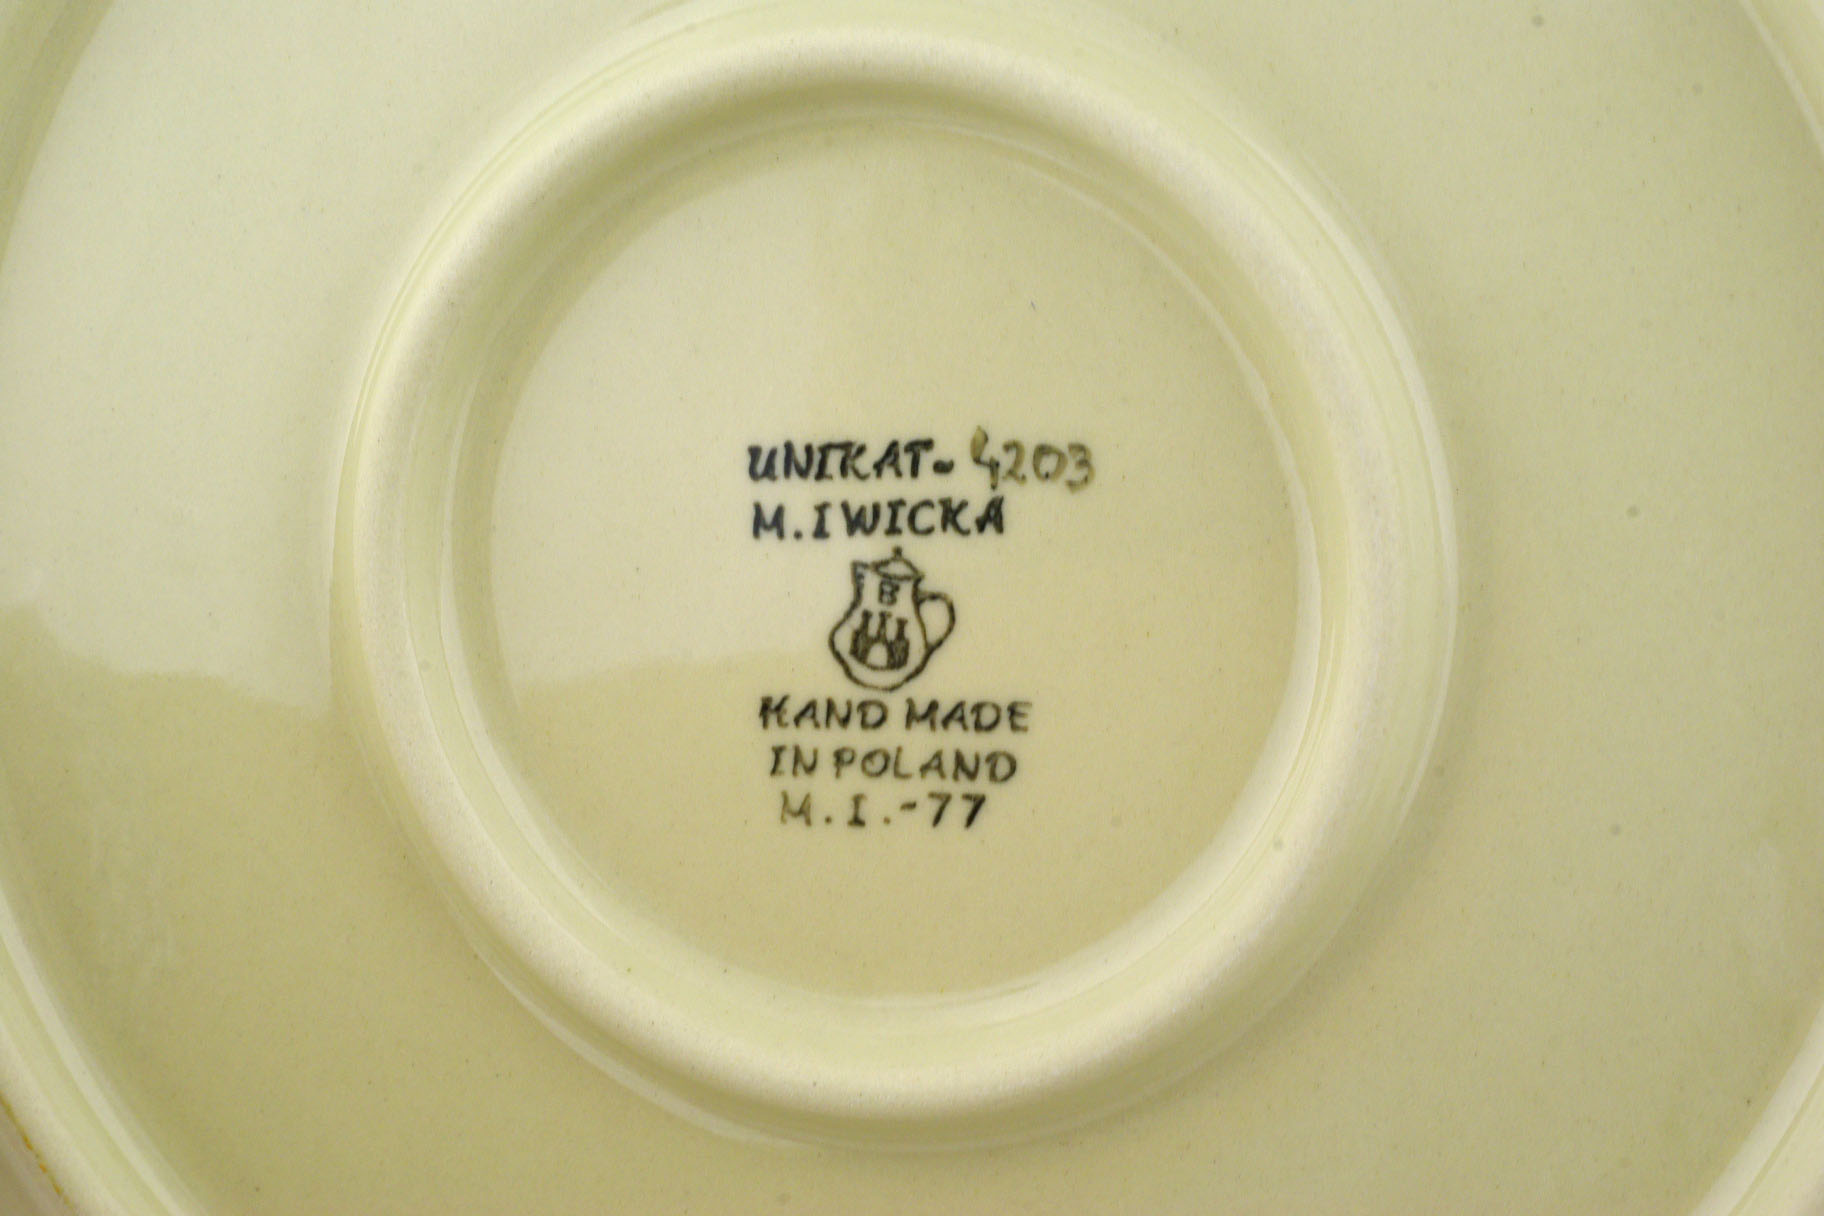 UNIKAT- 4203
M. IWICKA
B
HAND MADE
IN POLAND
M. I. -77